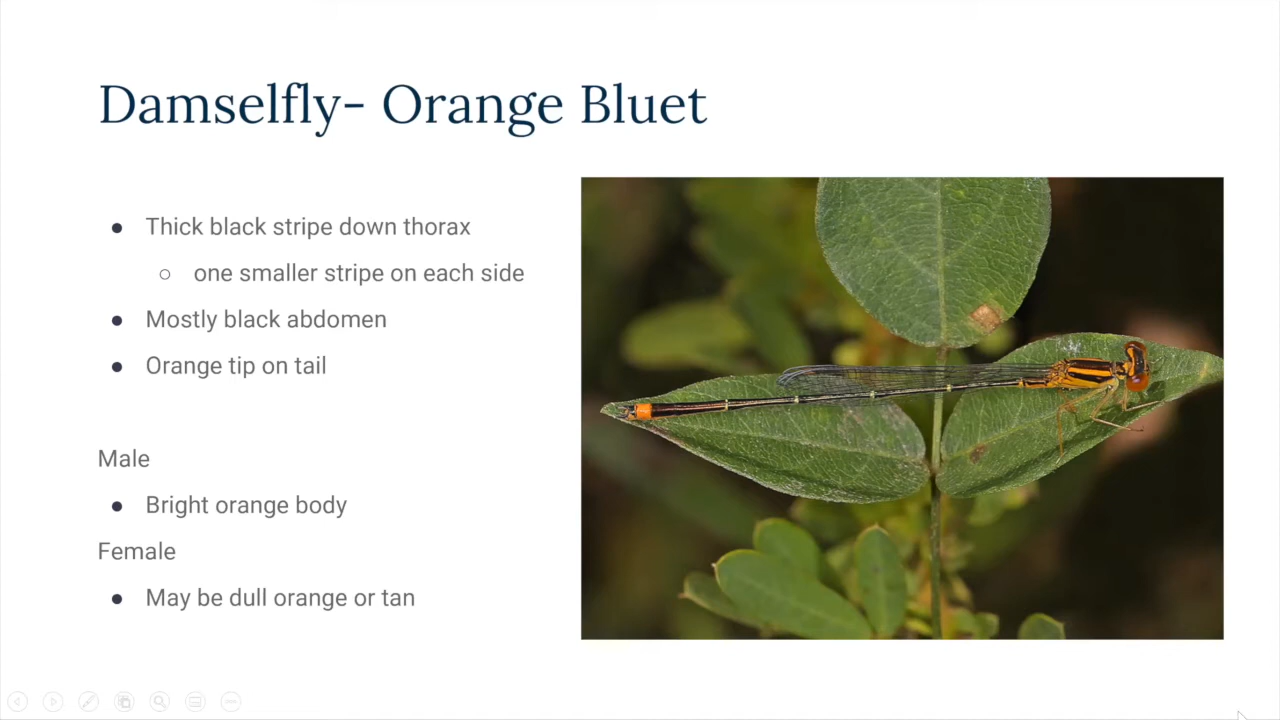 Damselfly- Orange Bluet
● Thick black stripe down thorax
○ one smaller stripe on each side
● Mostly black abdomen
● Orange tip on tail
Male
● Bright orange body
Female
● May be dull orange or tan